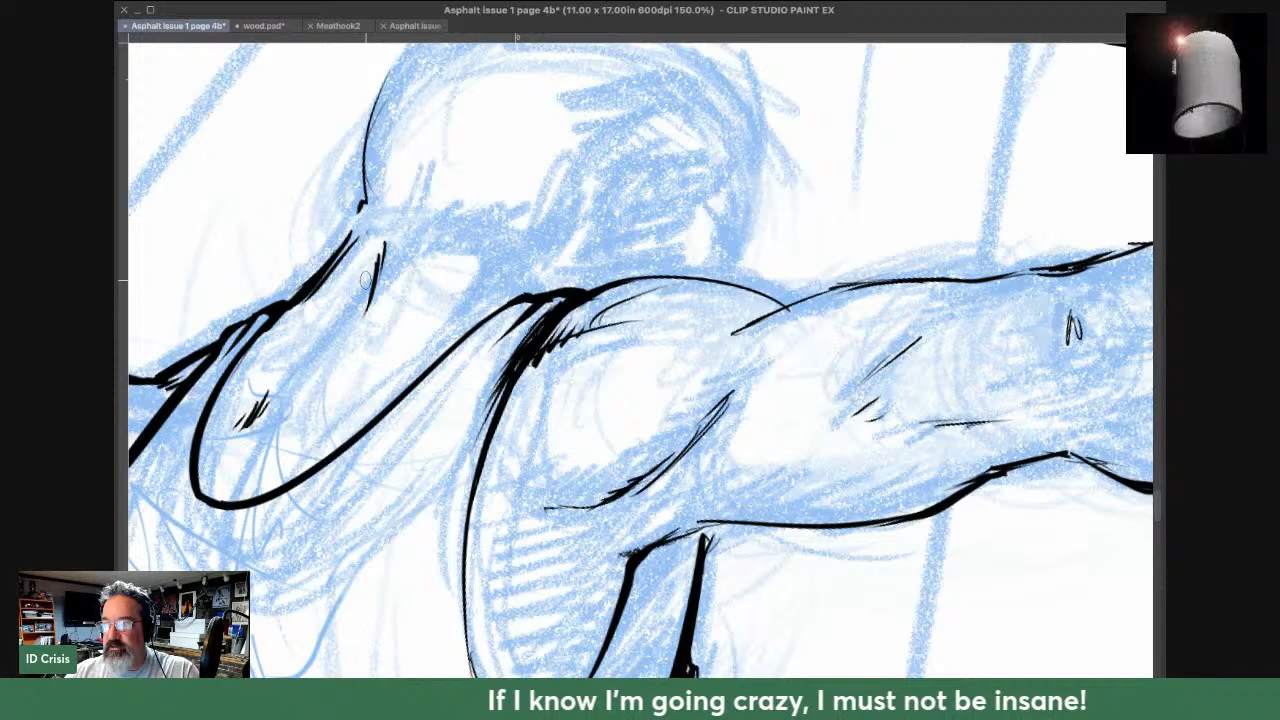 Asphalt issue 1 page 4b* (11.00 x 17.00in 600dpi 150.0%) - CLIP STUDIO PAINT EX
Asphalt issue 1 page 4b* wood.psd* Meathook2 Asphalt issue
0
ID Crisis
If I know I'm going crazy, I must not be insane!